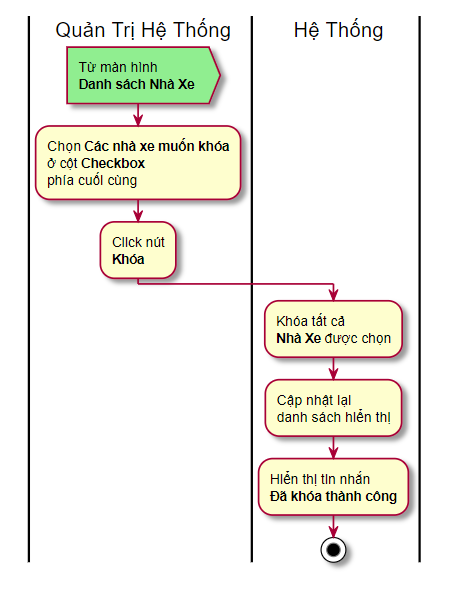 Quản Trị Hệ Thống
Hệ Thống
Từ màn hình
Danh sách Nhà Xe
Chọn Các nhà xe muốn khóa
ở cột Checkbox
phía cuối cùng
Click nút
Khóa
Khóa tất cả
Nhà Xe được chọn
Cập nhật lại
danh sách hiển thị
Hiển thị tin nhắn
Đã khóa thành công